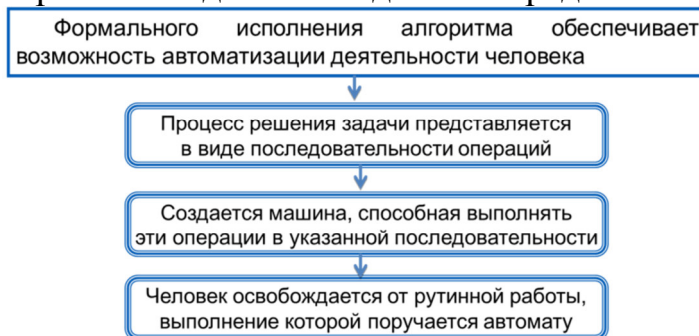 Формального исполнения алгоритма обеспечивает
возможность автоматизации деятельности человека
Процесс решения задачи представляется
в виде последовательности операций
Создается машина, способная выполнять
эти операции в указанной последовательности
Человек освобождается от рутинной работы,
выполнение которой поручается автомату